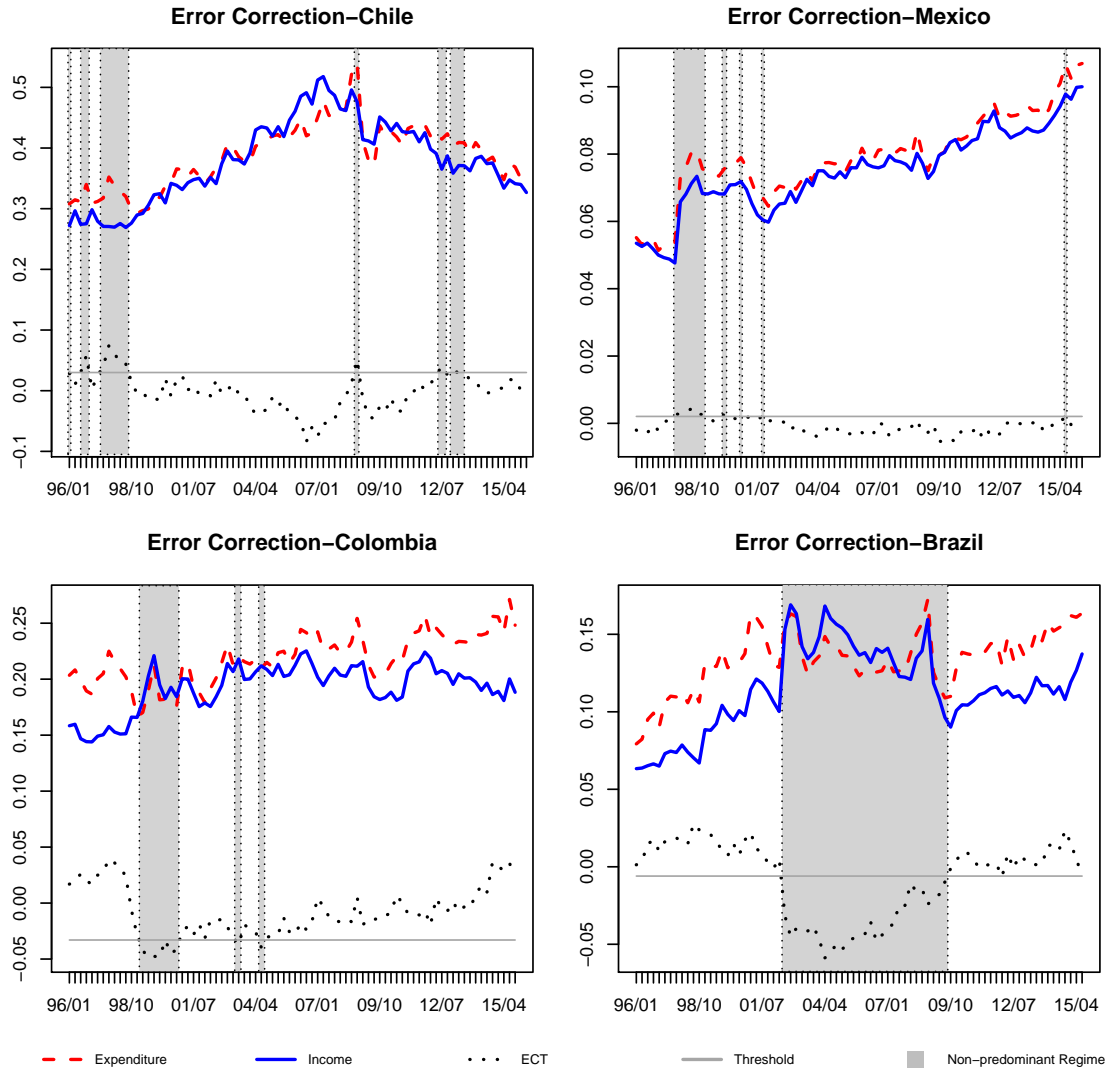 Error Correction−Chile
Error Correction−Mexico
0.5
0.4
0.3
0.2
0.1
0.0
−0.1
96/01 98/10 01/07 04/04 07/01 09/10 12/07 15/04
0.10
0.08
0.06
0.04
0.02
0.00
96/01 98/10 01/07 04/04 07/01 09/10 12/07 15/04
Error Correction−Colombia
Error Correction−Brazil
0.25
0.20
0.15
0.10
0.05
0.00
−0.05
96/01 98/10 01/07 04/04 07/01 09/10 12/07 15/04
0.15
0.10
0.05
0.00
−0.05
96/01 98/10 01/07 04/04 07/01 09/10 12/07 15/04
Expenditure Income ECT Threshold Non−predominant Regime